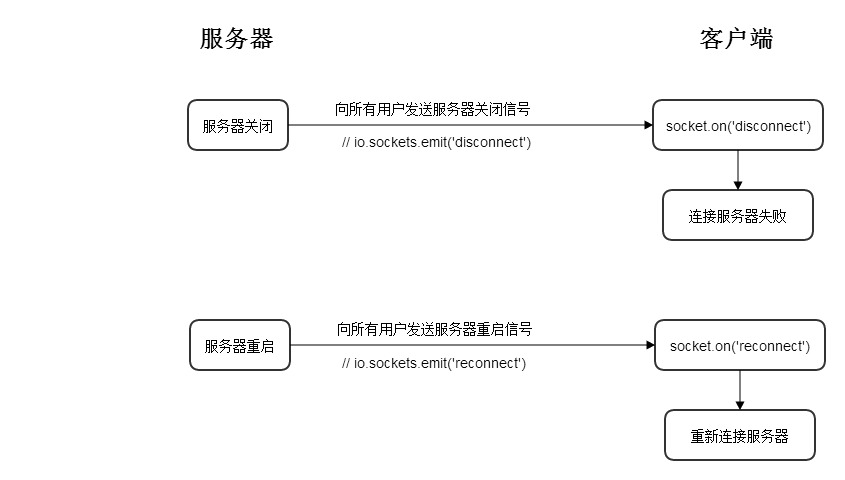 服务器
客户端
向所有用户发送服务器关闭信号
服务器关闭
socket.on('disconnect')
// io.sockets.emit('disconnect')
连接服务器失败
向所有用户发送服务器重启信号
服务器重启
socket.on('reconnect')
// io.sockets.emit('reconnect')
重新连接服务器